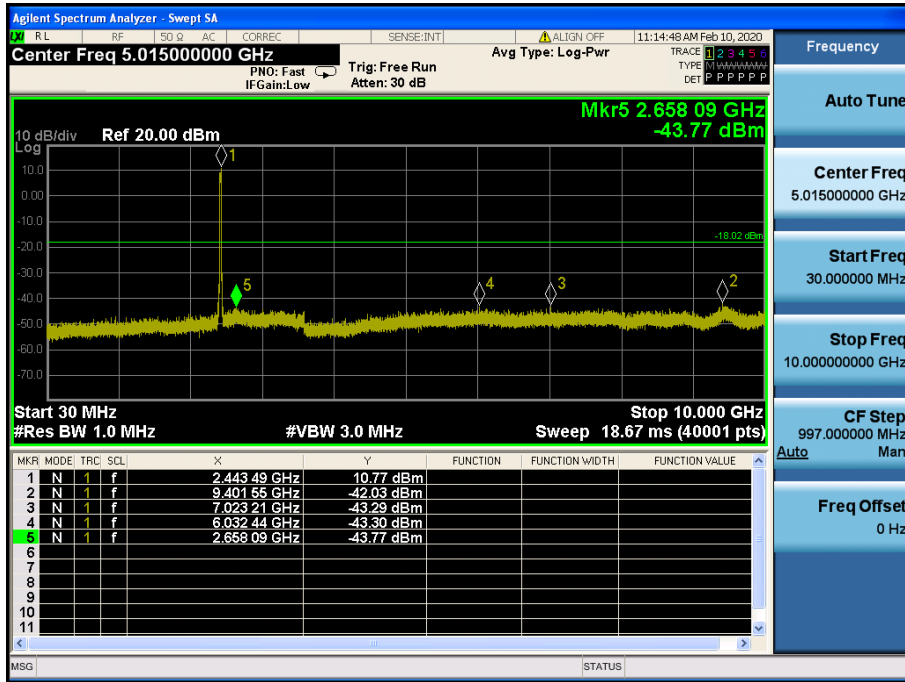 Agilent Spectrum Analyzer - Swept SA
LXI RL RF 50 Ω AC CORREC SENSE:INT ALIGN OFF 11:14:48 AM Feb 10, 2020
Center Freq 5.015000000 GHz
PNO: Fast
IFGain:Low
Trig: Free Run
Atten: 30 dB
Avg Type: Log-Pwr
TRACE 1 2 3 4 5 6
TYPE M WWWWW
DET P P P P P P
Mkr5 2.658 09 GHz
-43.77 dBm
10 dB/div Ref 20.00 dBm
Log
10.0
0.00
-10.0
-20.0
-30.0
-40.0
-50.0
-60.0
-70.0
1
5
4
3
2
-18.02 dBm
Start 30 MHz Stop 10.000 GHz
#Res BW 1.0 MHz #VBW 3.0 MHz Sweep 18.67 ms (40001 pts)
MKR MODE TRC SCL X Y FUNCTION FUNCTION WIDTH FUNCTION VALUE
1 N 1 f 2.443 49 GHz 10.77 dBm
2 N 1 f 9.401 55 GHz -42.03 dBm
3 N 1 f 7.023 21 GHz -43.29 dBm
4 N 1 f 6.032 44 GHz -43.30 dBm
5 N 1 f 2.658 09 GHz -43.77 dBm
6
7
8
9
10
11
MSG STATUS
Frequency
Auto Tune
Center Freq
5.015000000 GHz
Start Freq
30.000000 MHz
Stop Freq
10.000000000 GHz
CF Step
997.000000 MHz
Auto Man
Freq Offset
0 Hz